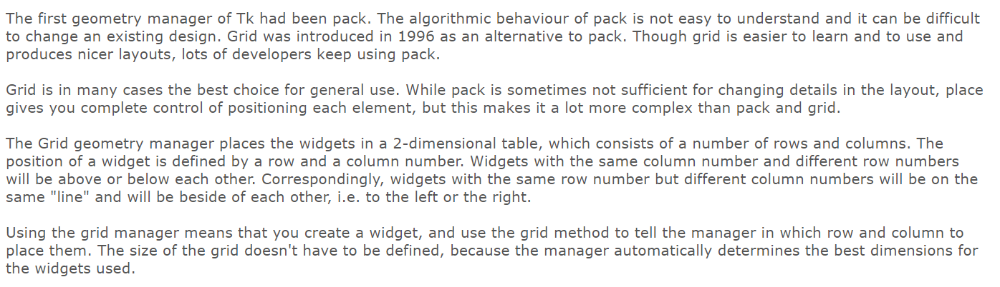 The first geometry manager of Tk had been pack. The algorithmic behaviour of pack is not easy to understand and it can be difficult
to change an existing design. Grid was introduced in 1996 as an alternative to pack. Though grid is easier to learn and to use and
produces nicer layouts, lots of developers keep using pack.
Grid is in many cases the best choice for general use. While pack is sometimes not sufficient for changing details in the layout, place
gives you complete control of positioning each element, but this makes it a lot more complex than pack and grid.
The Grid geometry manager places the widgets in a 2-dimensional table, which consists of a number of rows and columns. The
position of a widget is defined by a row and a column number. Widgets with the same column number and different row numbers
will be above or below each other. Correspondingly, widgets with the same row number but different column numbers will be on the
same "line" and will be beside of each other, i.e. to the left or the right.
Using the grid manager means that you create a widget, and use the grid method to tell the manager in which row and column to
place them. The size of the grid doesn't have to be defined, because the manager automatically determines the best dimensions for
the widgets used.